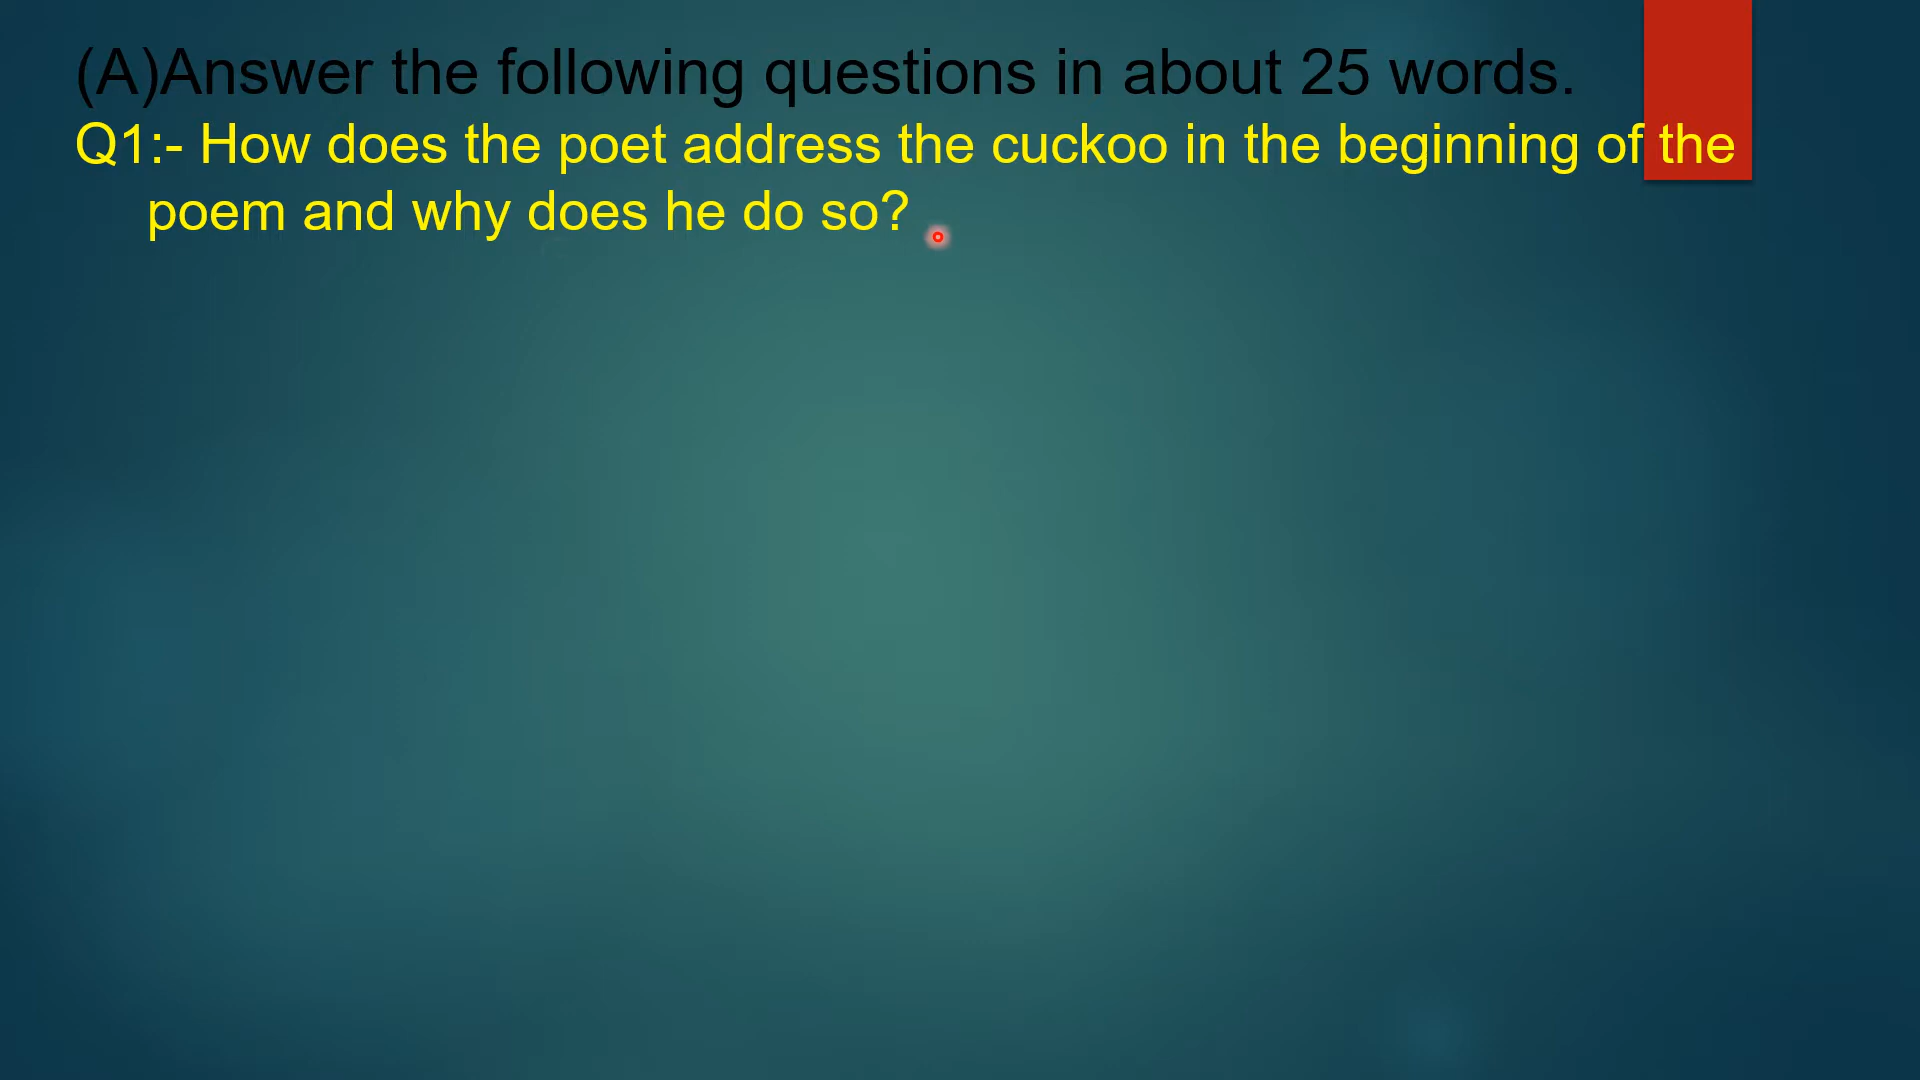 (A)Answer the following questions in about 25 words.
Q1:- How does the poet address the cuckoo in the beginning of the
poem and why does he do so?